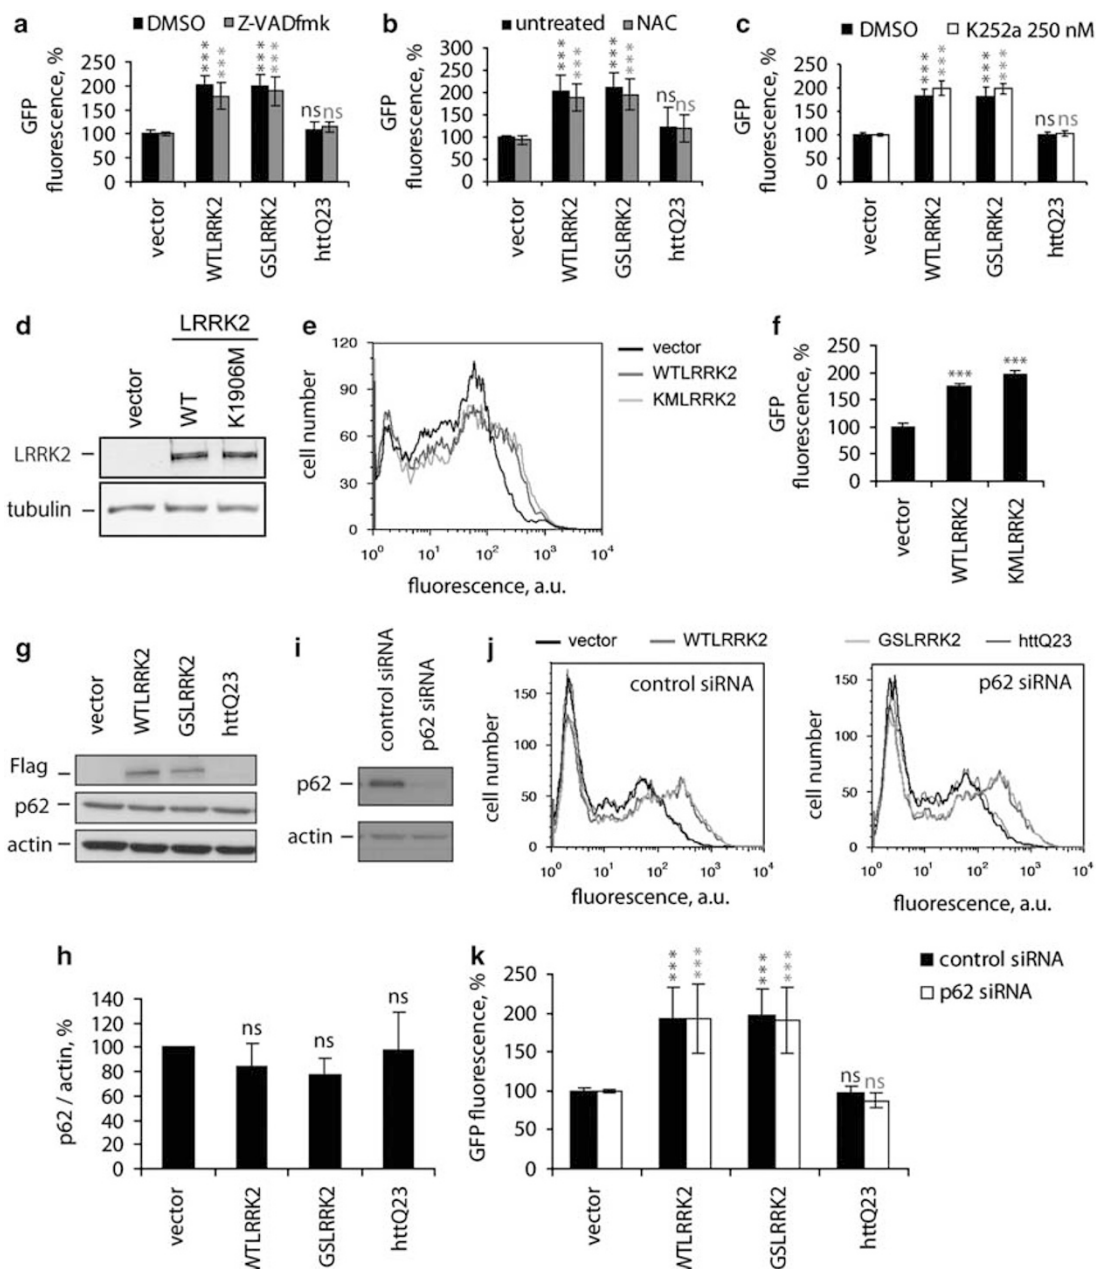 a
DMSO Z-VADfmk
GFP
fluorescence, %
250
200
150
100
50
0
***
***
***
***
ns ns
vector
WTLRRK2
GSLRRK2
httQ23
b
untreated NAC
GFP
fluorescence, %
300
250
200
150
100
50
0
***
***
***
***
ns ns
vector
WTLRRK2
GSLRRK2
httQ23
c
DMSO K252a 250 nM
GFP
fluorescence, %
250
200
150
100
50
0
***
***
***
***
ns ns
vector
WTLRRK2
GSLRRK2
httQ23
d
LRRK2
vector
WT
K1906M
LRRK2
tubulin
e
cell number
120
90
60
30
0
10⁰ 10¹ 10² 10³ 10⁴
fluorescence, a.u.
vector
WTLRRK2
KMLRRK2
f
GFP
fluorescence, %
250
200
150
100
50
0
***
***
vector
WTLRRK2
KMLRRK2
g
vector
WTLRRK2
GSLRRK2
httQ23
Flag
p62
actin
i
control siRNA
p62 siRNA
p62
actin
j
vector WTLRRK2 GSLRRK2 httQ23
control siRNA
cell number
150
100
50
0
10⁰ 10¹ 10² 10³ 10⁴
fluorescence, a.u.
p62 siRNA
cell number
150
100
50
0
10⁰ 10¹ 10² 10³ 10⁴
fluorescence, a.u.
h
p62 / actin, %
140
120
100
80
60
40
20
0
ns
ns
ns
vector
WTLRRK2
GSLRRK2
httQ23
k
control siRNA
p62 siRNA
GFP fluorescence, %
250
200
150
100
50
0
***
***
***
***
ns ns
vector
WTLRRK2
GSLRRK2
httQ23